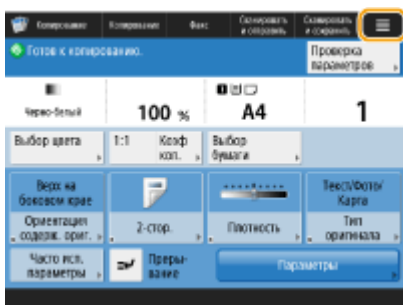 Копирование Копирование Факс Сканировать и отправить Сканировать и сохранить
Готов к копированию.
Проверка параметров
Черно-белый
100 %
A4
1
Выбор цвета
1:1 Коэф кол.
Выбор бумаги
Верх на боковом крае
Текст/Фото/ Карта
Ориентация содерж. ориг.
2-стор.
Плотность
Тип оригинала
Часто исп. параметры
Преры- вание
Параметры